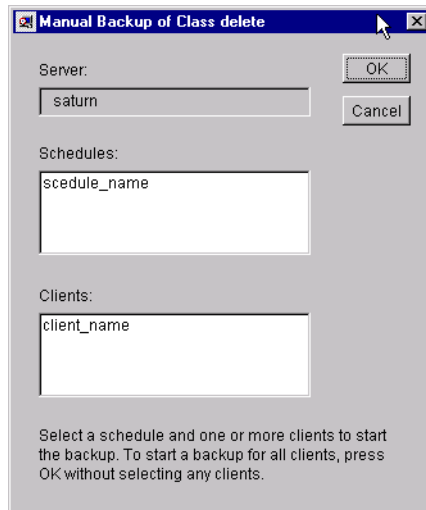 Manual Backup of Class delete
Server:
OK
saturn
Cancel
Schedules:
scedule_name
Clients:
client_name
Select a schedule and one or more clients to start
the backup. To start a backup for all clients, press
OK without selecting any clients.